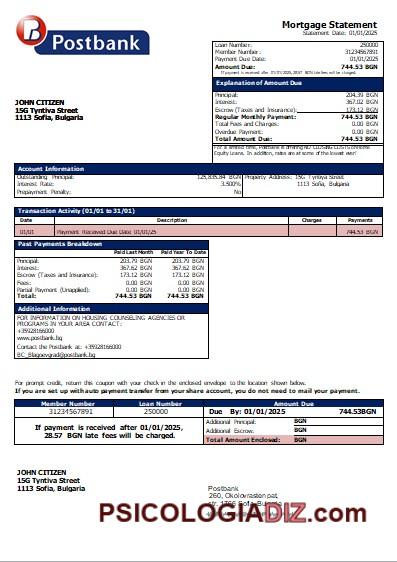 Postbank
Mortgage Statement
Statement Date: 01/01/2025
Loan Number: 250000
Member Number: 31234567891
Payment Due Date: 01/01/2025
Amount Due: 744.53 BGN
If payment is received after 01/01/2025, 28.57 BGN late fee will be charged.
JOHN CITIZEN
15G Tyntiva Street
1113 Sofia, Bulgaria
Explanation of Amount Due
Principal: 204.39 BGN
Interest: 367.02 BGN
Escrow (Taxes and Insurance): 173.12 BGN
Regular Monthly Payment: 744.53 BGN
Total Fees and Charges: 0.00 BGN
Overdue Payment: 0.00 BGN
Total Amount Due: 744.53 BGN
For a limited time, Postbank is offering NO CLOSING COSTS on Home
Equity Loans. In addition, rates are at some of the lowest ever!
Account Information
Outstanding Principal: 125,835.84 BGN Property Address: 15G Tyntiva Street
Interest Rate: 3.500% 1113 Sofia, Bulgaria
Prepayment Penalty: No
Transaction Activity (01/01 to 31/01)
Date Description Charges Payments
01/01 Payment Received Due Date 01/01/25 744.53 BGN
Past Payments Breakdown
Paid Last Month Paid Year To Date
Principal: 203.79 BGN 203.79 BGN
Interest: 367.62 BGN 367.62 BGN
Escrow (Taxes and Insurance): 173.12 BGN 173.12 BGN
Fees: 0.00 BGN 0.00 BGN
Partial Payment (Unapplied): 0.00 BGN 0.00 BGN
Total: 744.53 BGN 744.53 BGN
Additional Information
FOR INFORMATION ON HOUSING COUNSELING AGENCIES OR
PROGRAMS IN YOUR AREA CONTACT:
+35928166000
www.postbank.bg
Contact the Postbank at: +35928166000
BC_Blagoevgrad@postbank.bg
For prompt credit, return this coupon with your check in the enclosed envelope to the location shown below.
If you are set up with auto payment transfer from your share account, you do not need to mail your payment.
Member Number Loan Number Amount Due
31234567891 250000 Due By: 01/01/2025 744.53BGN
If payment is received after 01/01/2025,
28.57 BGN late fees will be charged.
Additional Principal: BGN
Additional Escrow: BGN
Total Amount Enclosed: BGN
JOHN CITIZEN
15G Tyntiva Street
1113 Sofia, Bulgaria
Postbank
260, Okolovrasten pat,
str. 1766 Sofia, Bulgaria
PSICOLOGIADIZ.com